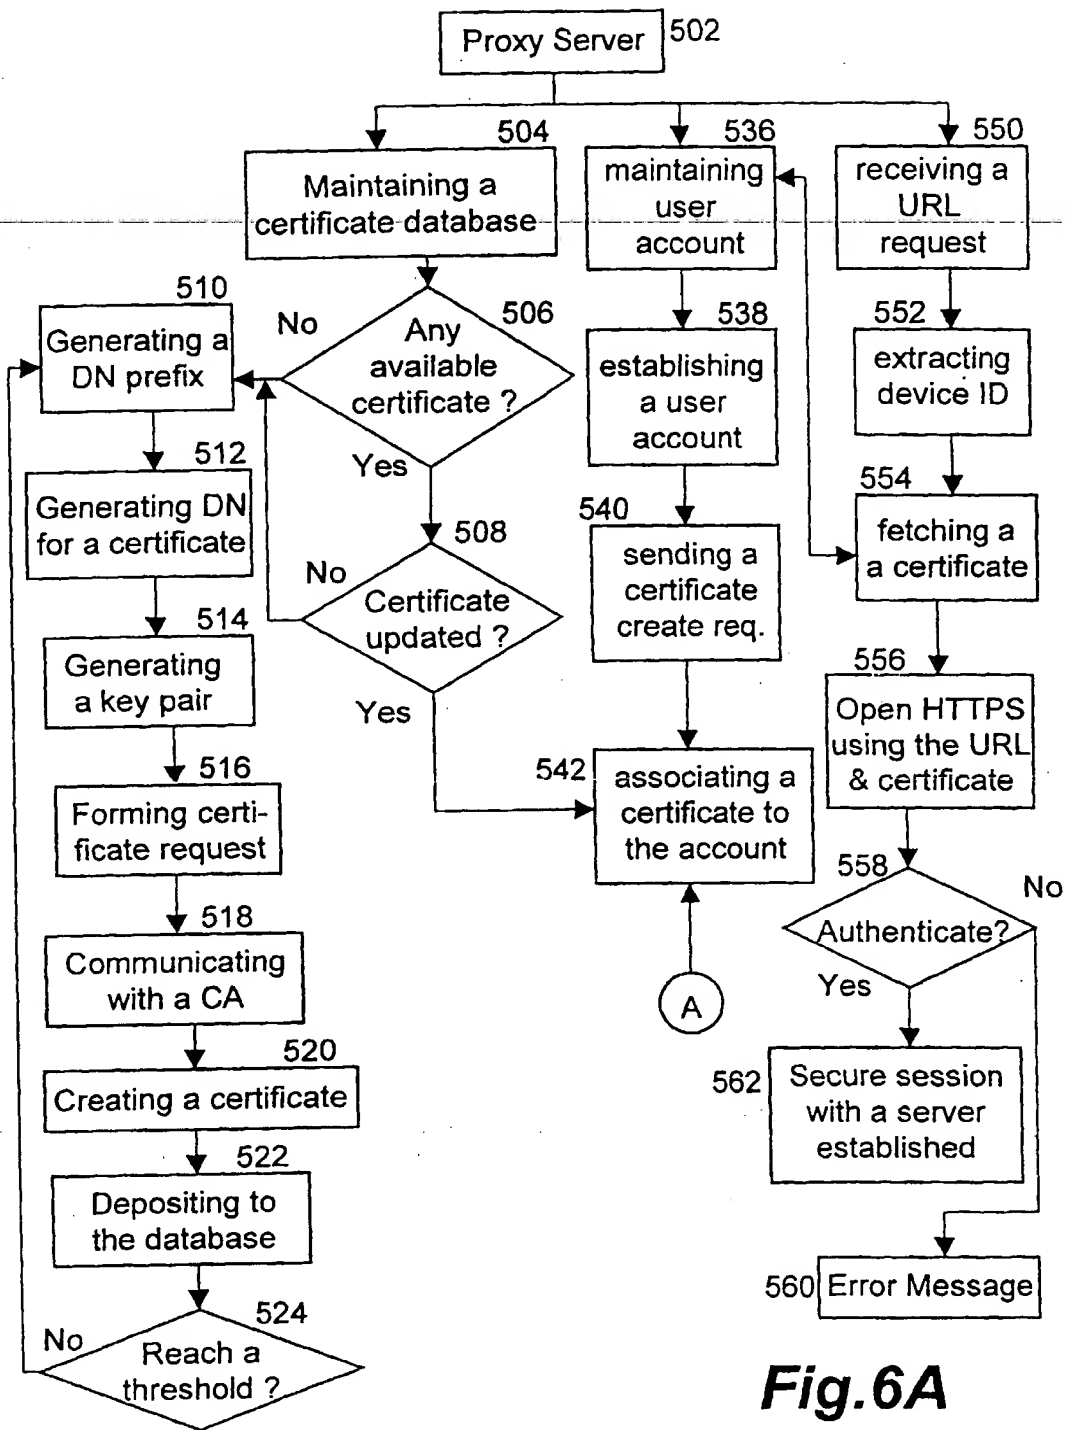 Proxy Server
502
504
Maintaining a
certificate database
536
maintaining
user
account
550
receiving a
URL
request
510
Generating a
DN prefix
No
506
Any
available
certificate ?
Yes
538
establishing
a user
account
552
extracting
device ID
512
Generating DN
for a certificate
508
No
Certificate
updated ?
Yes
540
sending a
certificate
create req.
554
fetching a
a certificate
514
Generating
a key pair
556
Open HTTPS
using the URL
& certificate
516
Forming certi-
ficate request
542
associating a
certificate to
the account
558
No
Authenticate?
Yes
518
Communicating
with a CA
A
520
Creating a certificate
562
Secure session
with a server
established
522
Depositing to
the database
560
Error Message
524
No
Reach a
threshold ?
Fig.6A